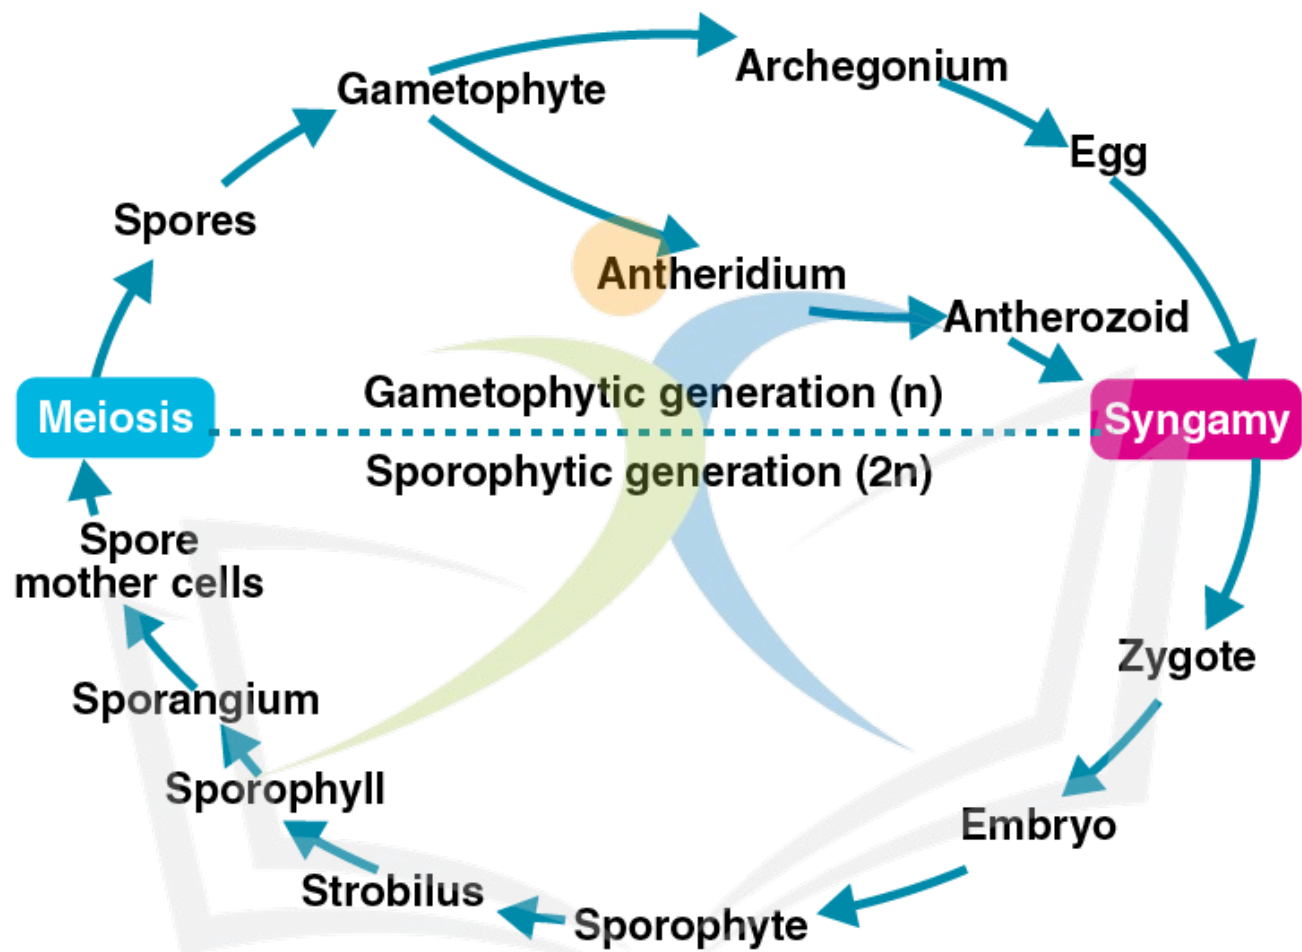 Archegonium
Gametophyte
Egg
Spores
Antheridium
Antherozoid
Gametophytic generation (n)
Meiosis
Syngamy
Sporophytic generation (2n)
Spore
mother cells
Zygote
Sporangium
Sporophyll
Embryo
Strobilus
Sporophyte